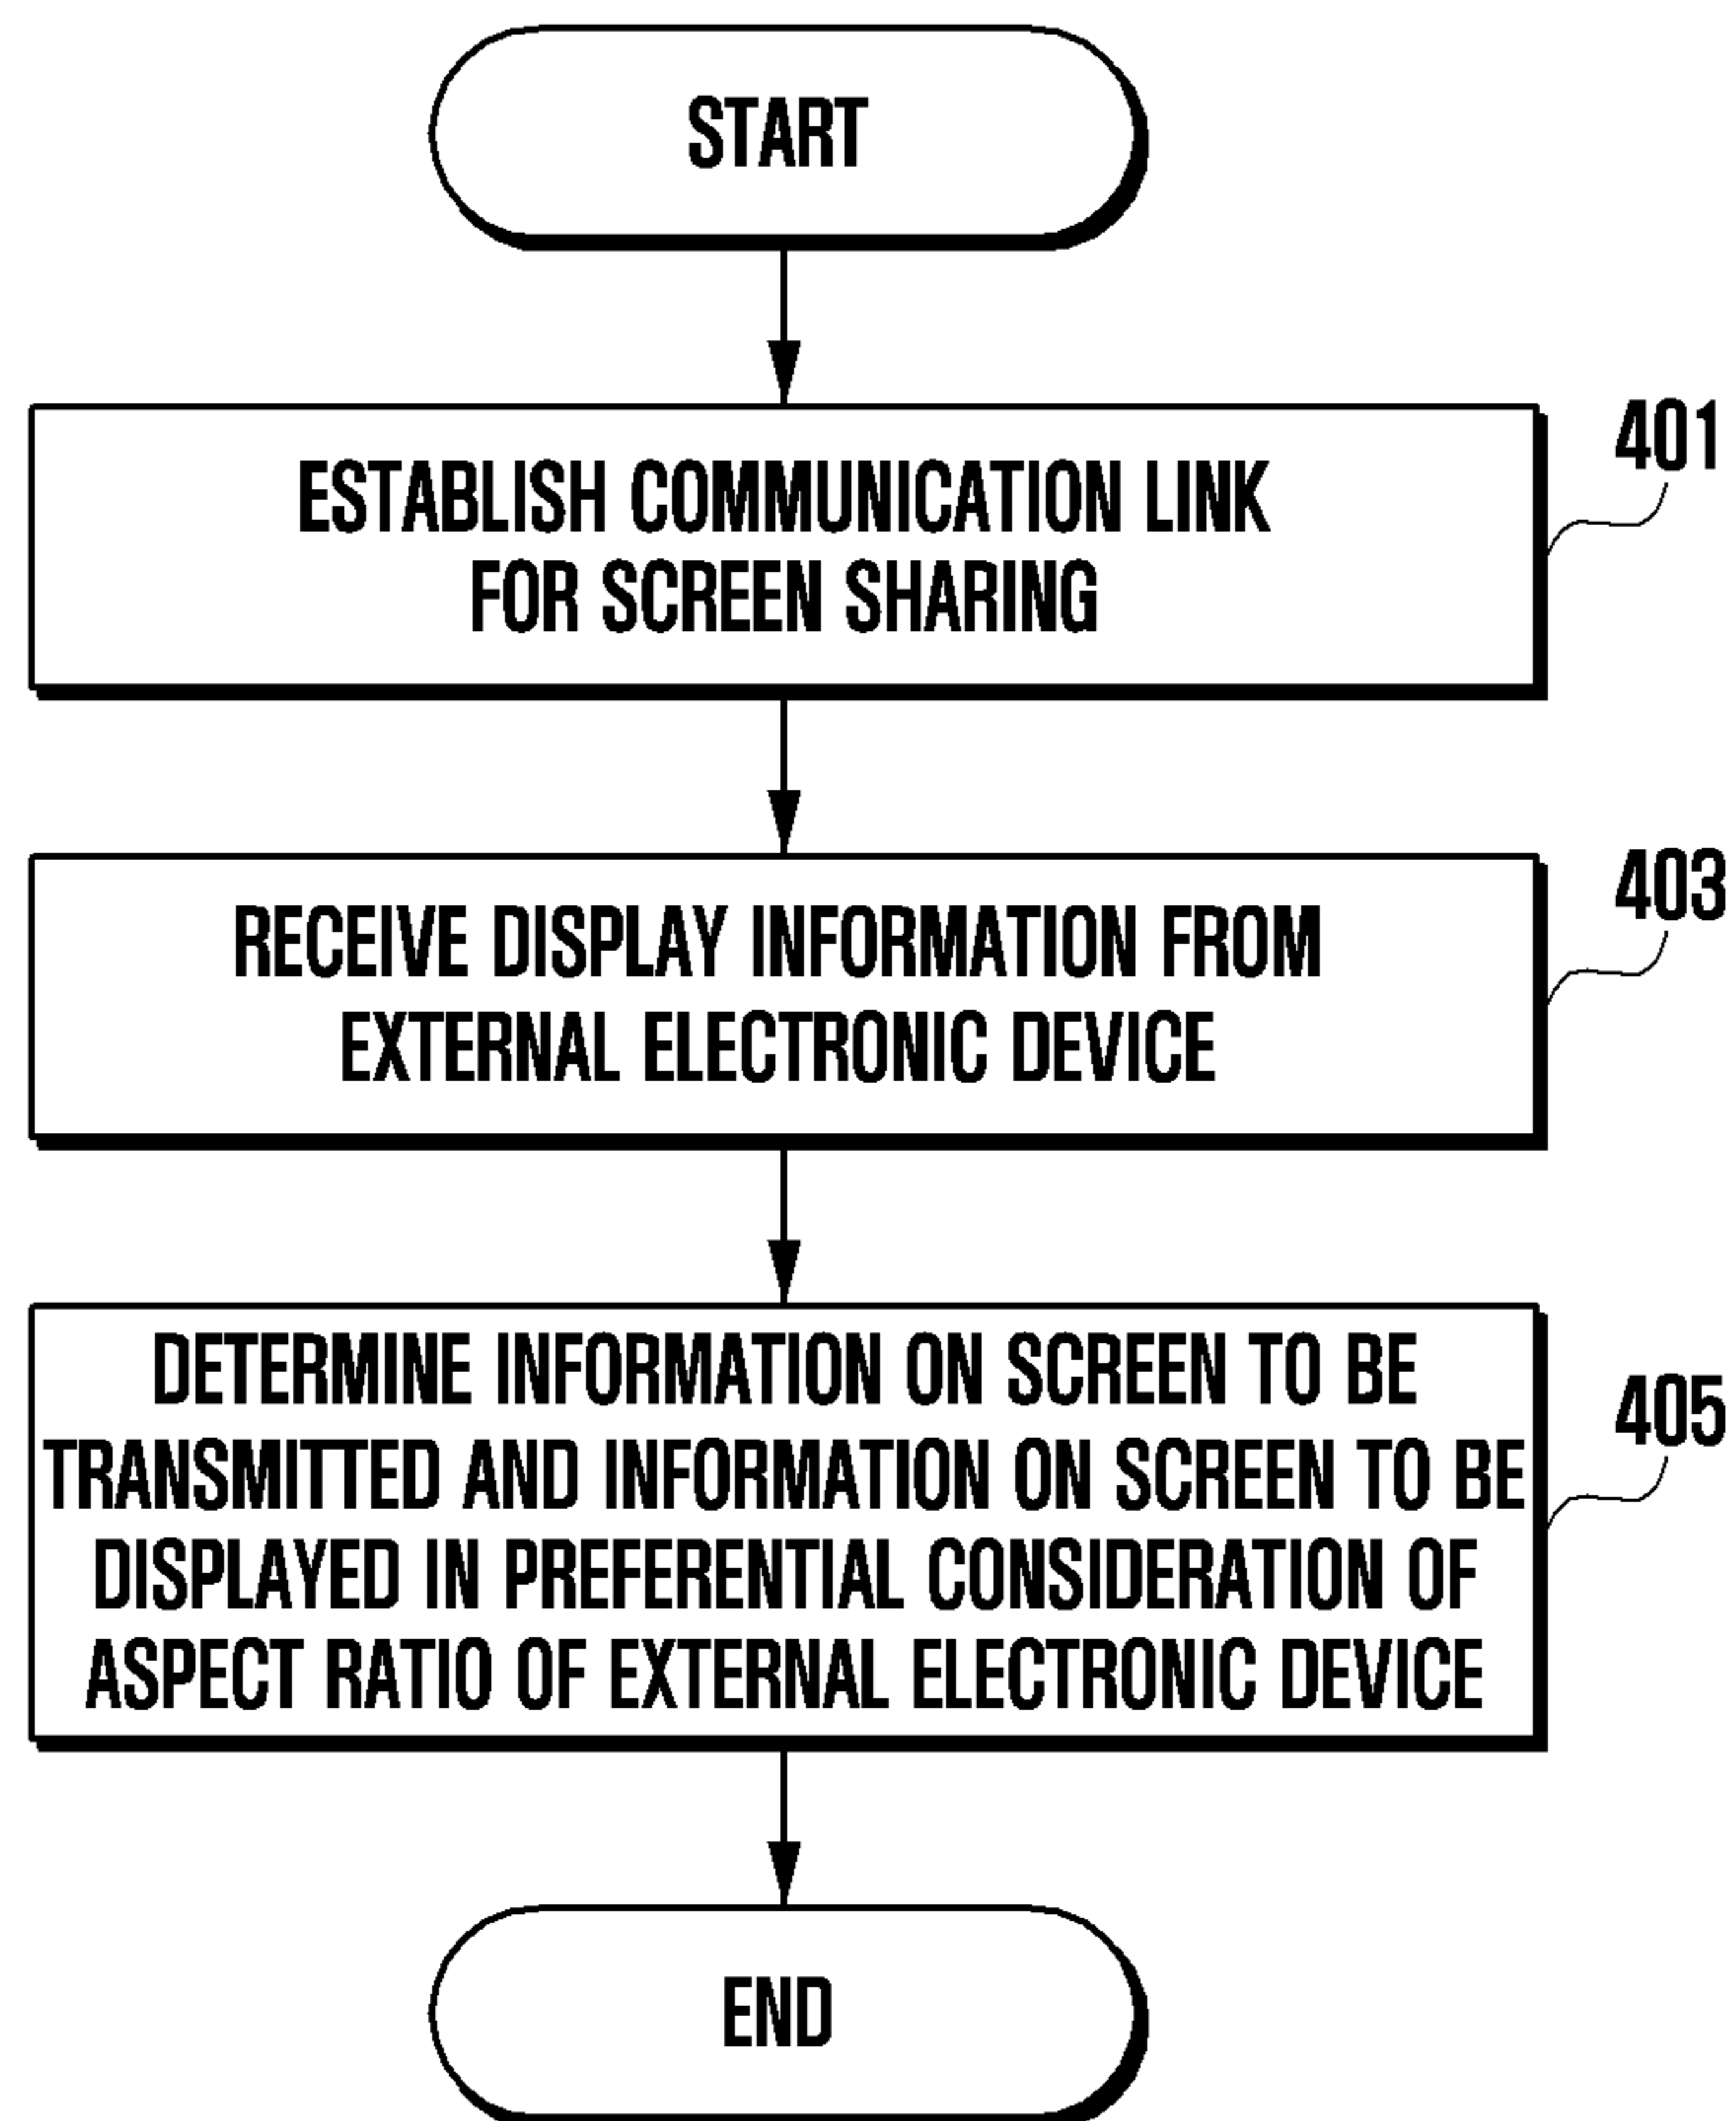 START
401
ESTABLISH COMMUNICATION LINK
FOR SCREEN SHARING
403
RECEIVE DISPLAY INFORMATION FROM
EXTERNAL ELECTRONIC DEVICE
DETERMINE INFORMATION ON SCREEN TO BE
405
TRANSMITTED AND INFORMATION ON SCREEN TO BE
DISPLAYED IN PREFERENTIAL CONSIDERATION OF
ASPECT RATIO OF EXTERNAL ELECTRONIC DEVICE
END